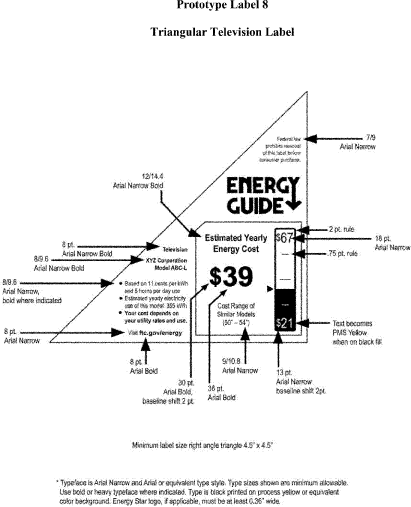 Prototype Label 8
Triangular Television Label
Federal law
prohibits removal
of this label before
consumer purchase.
7/9
Arial Narrow
12/14.4
Arial Narrow Bold
ENERGY
GUIDE
2 pt. rule
8 pt.
Arial Narrow Bold
Television
Estimated Yearly
Energy Cost
$67
18 pt.
Arial Narrow
.75 pt. rule
8/9.6
Arial Narrow Bold
XYZ Corporation
Model ABC-L
$39
8/9.6
Arial Narrow,
bold where indicated
• Based on 11 cents per kWh
and 5 hours per day use
• Estimated yearly electricity
use of this model: 355 kWh
• Your cost depends on
your utility rates and use.
Cost Range of
Similar Models
(50" – 54")
$21
Text becomes
PMS Yellow
when on black fill
8 pt.
Arial Narrow
Visit ftc.gov/energy
8 pt.
Arial Bold
30 pt.
Arial Bold,
baseline shift 2 pt.
36 pt.
Arial Bold
9/10.8
Arial Narrow
13 pt.
Arial Narrow
baseline shift 2pt.
Minimum label size right angle triangle 4.5" x 4.5"
* Typeface is Arial Narrow and Arial or equivalent type style. Type sizes shown are minimum allowable.
Use bold or heavy typeface where indicated. Type is black printed on process yellow or equivalent
color background. Energy Star logo, if applicable, must be at least 0.36" wide.